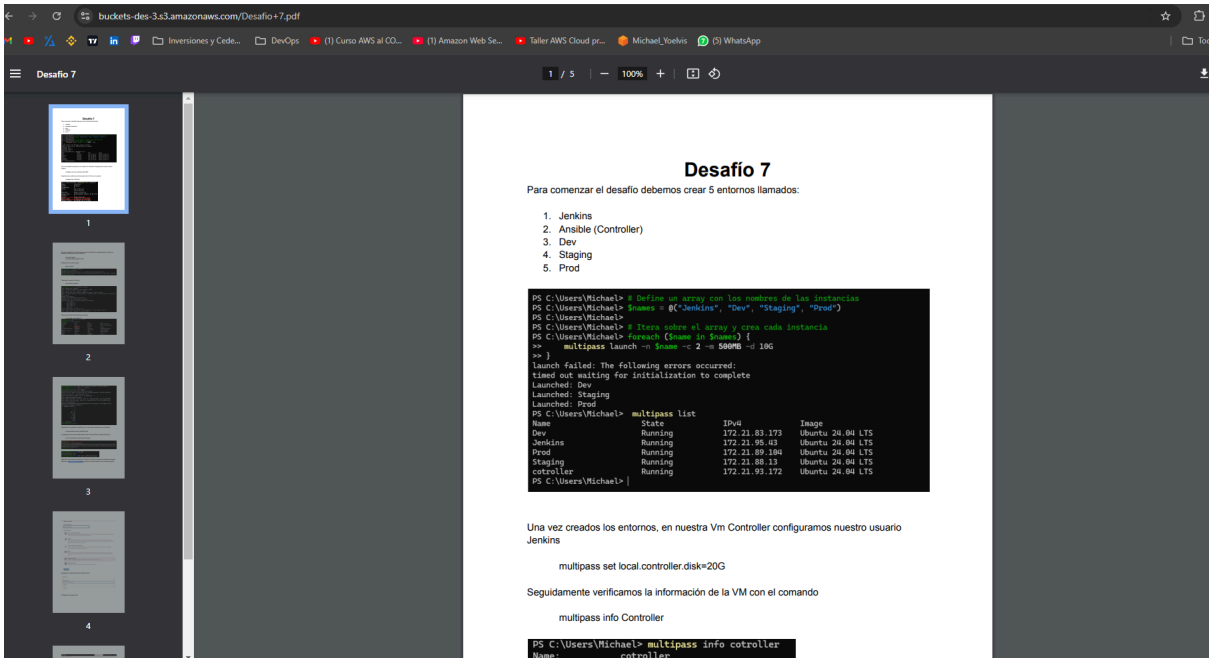 buckets-des-3.s3.amazonaws.com/Desafio+7.pdf
Inversiones y Cede... DevOps (1) Curso AWS al CO... (1) Amazon Web Se... Taller AWS Cloud pr... Michael_Yoelvis (5) WhatsApp
Desafio 7 1 / 5 100%
Desafío 7
Para comenzar el desafío debemos crear 5 entornos llamados:
1. Jenkins
2. Ansible (Controller)
3. Dev
4. Staging
5. Prod
PS C:\Users\Michael> # Define un array con los nombres de las instancias
PS C:\Users\Michael> $names = @("Jenkins", "Dev", "Staging", "Prod")
PS C:\Users\Michael>
PS C:\Users\Michael> # Itera sobre el array y crea cada instancia
PS C:\Users\Michael> foreach ($name in $names) {
>> multipass launch -n $name -c 2 -m 500MB -d 10G
>> }
launch failed: The following errors occurred:
timed out waiting for initialization to complete
Launched: Dev
Launched: Staging
Launched: Prod
PS C:\Users\Michael> multipass list
Name State IPv4 Image
Dev Running 172.21.83.173 Ubuntu 24.04 LTS
Jenkins Running 172.21.95.43 Ubuntu 24.04 LTS
Prod Running 172.21.89.104 Ubuntu 24.04 LTS
Staging Running 172.21.88.13 Ubuntu 24.04 LTS
cotroller Running 172.21.93.172 Ubuntu 24.04 LTS
PS C:\Users\Michael>
Una vez creados los entornos, en nuestra Vm Controller configuramos nuestro usuario
Jenkins
multipass set local.controller.disk=20G
Seguidamente verificamos la información de la VM con el comando
multipass info Controller
PS C:\Users\Michael> multipass info cotroller
Name: cotroller
1
2
3
4